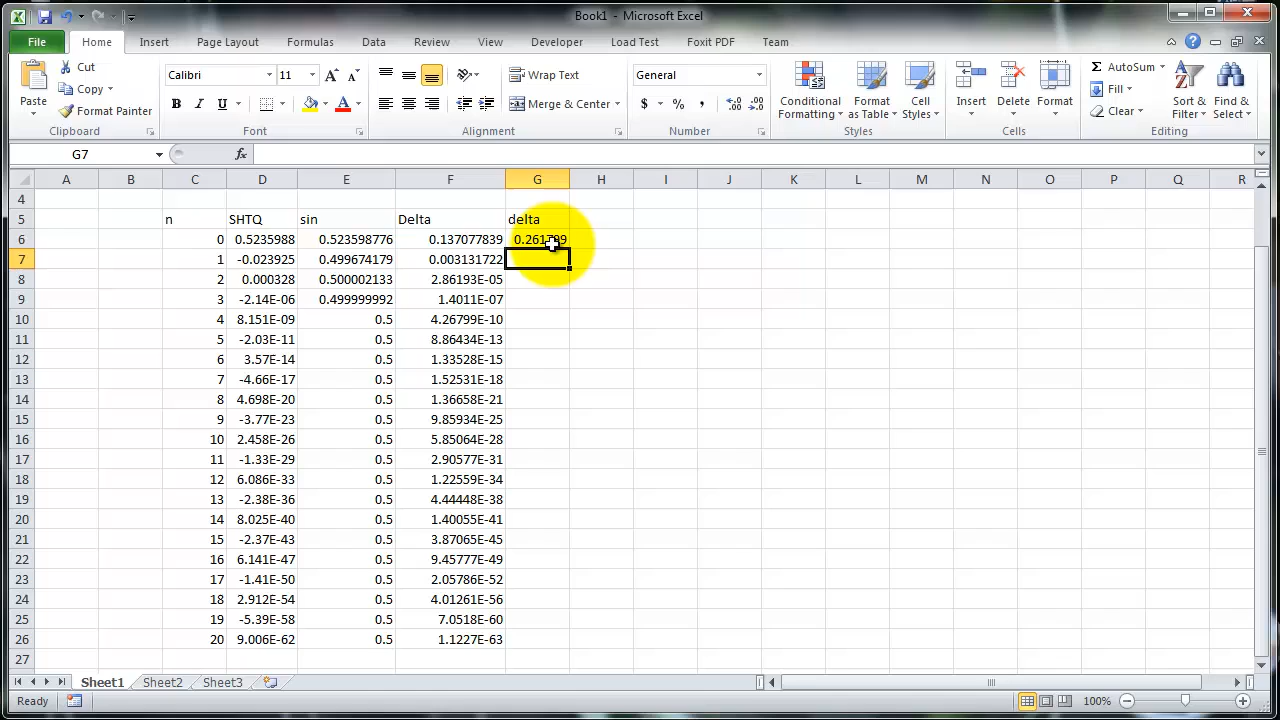 Book1 - Microsoft Excel
File Home Insert Page Layout Formulas Data Review View Developer Load Test Foxit PDF Team
Cut Calibri 11 Wrap Text General AutoSum
Copy Fill
Paste Format Painter B I U Merge & Center $ % , Conditional Formatting Format as Table Cell Styles Insert Delete Format Clear Sort & Filter Find & Select
Clipboard Font Alignment Number Styles Cells Editing
G7 fx
A B C D E F G H I J K L M N O P Q R
4
5 n SHTQ sin Delta delta
6 0 0.5235988 0.523598776 0.137077839 0.261799
7 1 -0.023925 0.499674179 0.003131722
8 2 0.000328 0.500002133 2.86193E-05
9 3 -2.14E-06 0.499999992 1.4011E-07
10 4 8.151E-09 0.5 4.26799E-10
11 5 -2.03E-11 0.5 8.86434E-13
12 6 3.57E-14 0.5 1.33528E-15
13 7 -4.66E-17 0.5 1.52531E-18
14 8 4.698E-20 0.5 1.36658E-21
15 9 -3.77E-23 0.5 9.85934E-25
16 10 2.458E-26 0.5 5.85064E-28
17 11 -1.33E-29 0.5 2.90577E-31
18 12 6.086E-33 0.5 1.22559E-34
19 13 -2.38E-36 0.5 4.44448E-38
20 14 8.025E-40 0.5 1.40055E-41
21 15 -2.37E-43 0.5 3.87065E-45
22 16 6.141E-47 0.5 9.45777E-49
23 17 -1.41E-50 0.5 2.05786E-52
24 18 2.912E-54 0.5 4.01261E-56
25 19 -5.39E-58 0.5 7.0518E-60
26 20 9.006E-62 0.5 1.1227E-63
27
Sheet1 Sheet2 Sheet3
Ready 100%